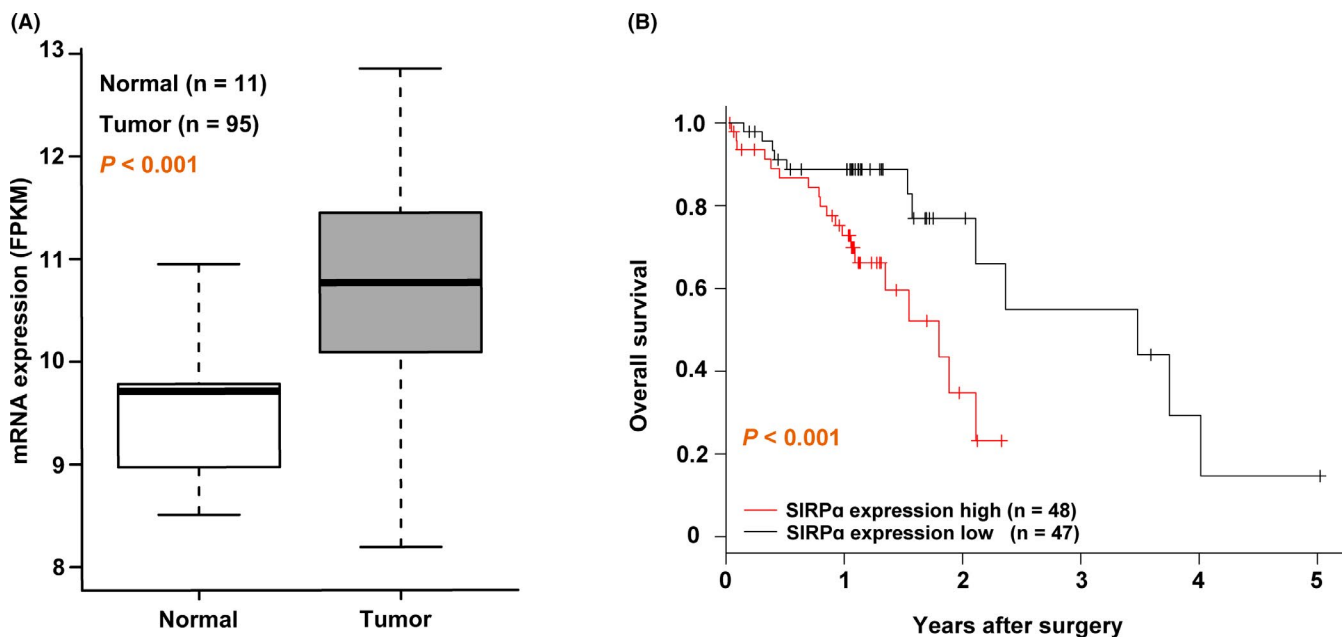 (A)
mRNA expression (FPKM)
13
12
11
10
9
8
Normal (n = 11)
Tumor (n = 95)
P < 0.001
Normal
Tumor
(B)
Overall survival
1.0
0.8
0.6
0.4
0.2
0
P < 0.001
SIRPα expression high (n = 48)
SIRPα expression low (n = 47)
0 1 2 3 4 5
Years after surgery